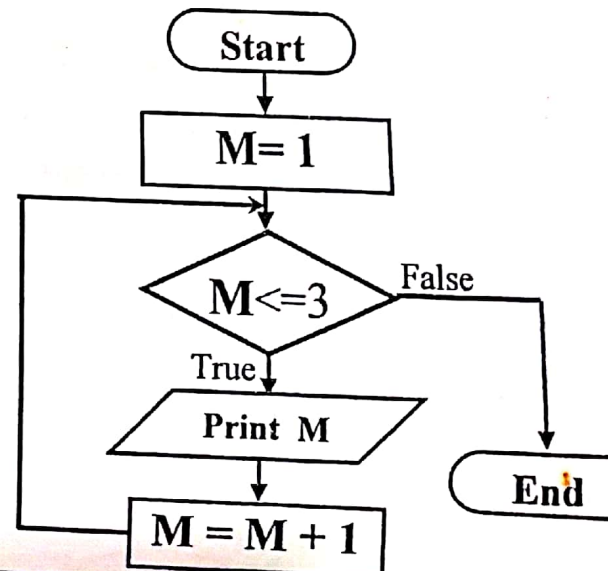 Start
M= 1
M<=3
False
True
Print M
End
M = M + 1